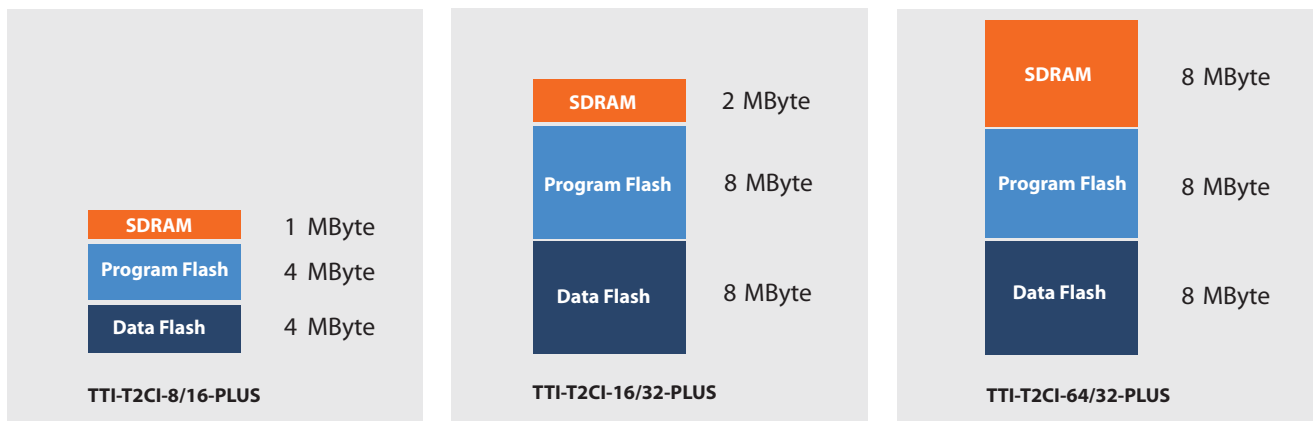 SDRAM 1 MByte
Program Flash 4 MByte
Data Flash 4 MByte
TTI-T2CI-8/16-PLUS
SDRAM 2 MByte
Program Flash 8 MByte
Data Flash 8 MByte
TTI-T2CI-16/32-PLUS
SDRAM 8 MByte
Program Flash 8 MByte
Data Flash 8 MByte
TTI-T2CI-64/32-PLUS